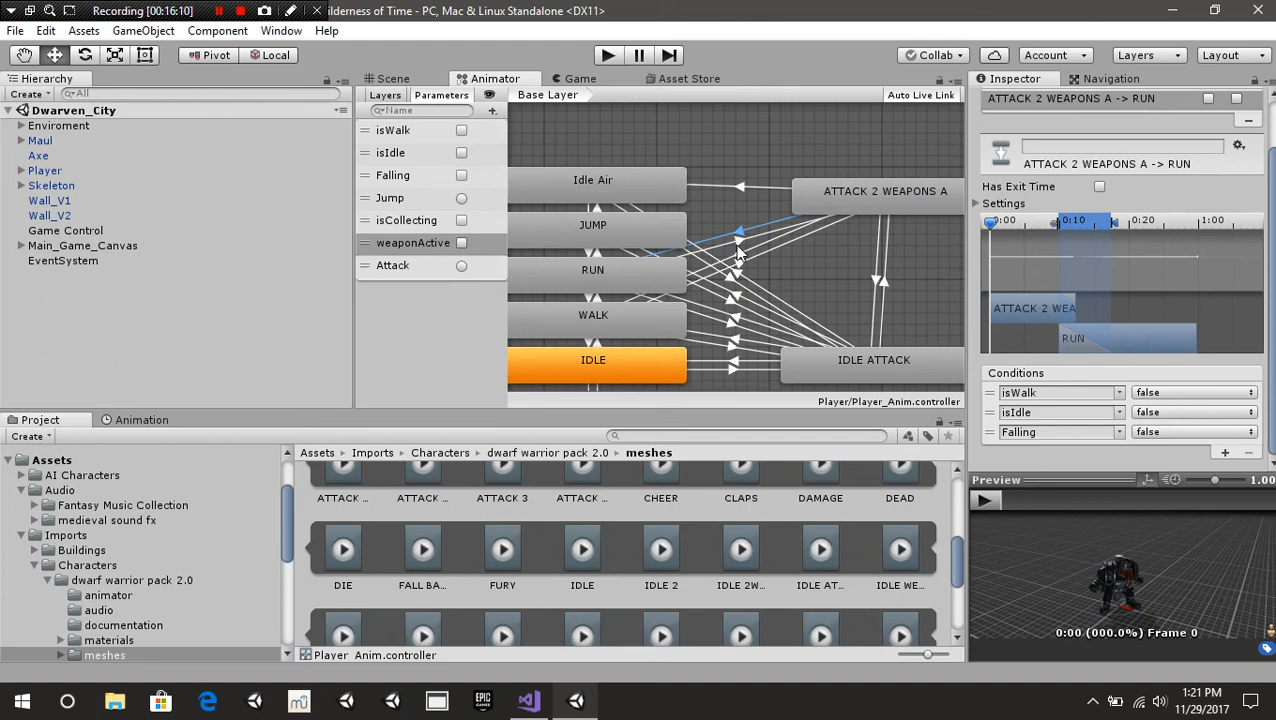 Recording [00:16:10]
ilderness of Time - PC, Mac & Linux Standalone <DX11>
File Edit Assets GameObject Component Window Help
Pivot Local Collab Account Layers Layout
Hierarchy
Create All
Dwarven_City
Enviroment
Maul
Axe
Player
Skeleton
Wall_V1
Wall_V2
Game Control
Main_Game_Canvas
EventSystem
Scene Animator Game Asset Store
Layers Parameters
Base Layer
Auto Live Link
Name
isWalk
isIdle
Falling
Jump
isCollecting
weaponActive
Attack
Idle Air
JUMP
RUN
WALK
IDLE
ATTACK 2 WEAPONS A
IDLE ATTACK
Player/Player_Anim.controller
Inspector Navigation
ATTACK 2 WEAPONS A -> RUN
ATTACK 2 WEAPONS A -> RUN
Has Exit Time
Settings
0:00 0:10 0:20 1:00
ATTACK 2 WEA
RUN
Conditions
isWalk false
isIdle false
Falling false
Preview 1.00
0:00 (000.0%) Frame 0
Project Animation
Create
Assets
AI Characters
Audio
Fantasy Music Collection
medieval sound fx
Imports
Buildings
Characters
dwarf warrior pack 2.0
animator
audio
documentation
materials
meshes
Assets Imports Characters dwarf warrior pack 2.0 meshes
ATTACK ... ATTACK ... ATTACK 3 ATTACK ... CHEER CLAPS DAMAGE DEAD
DIE FALL BA... FURY IDLE IDLE 2 IDLE 2W... IDLE AT... IDLE WE...
Player_Anim.controller
EPIC GAMES
1:21 PM
11/29/2017